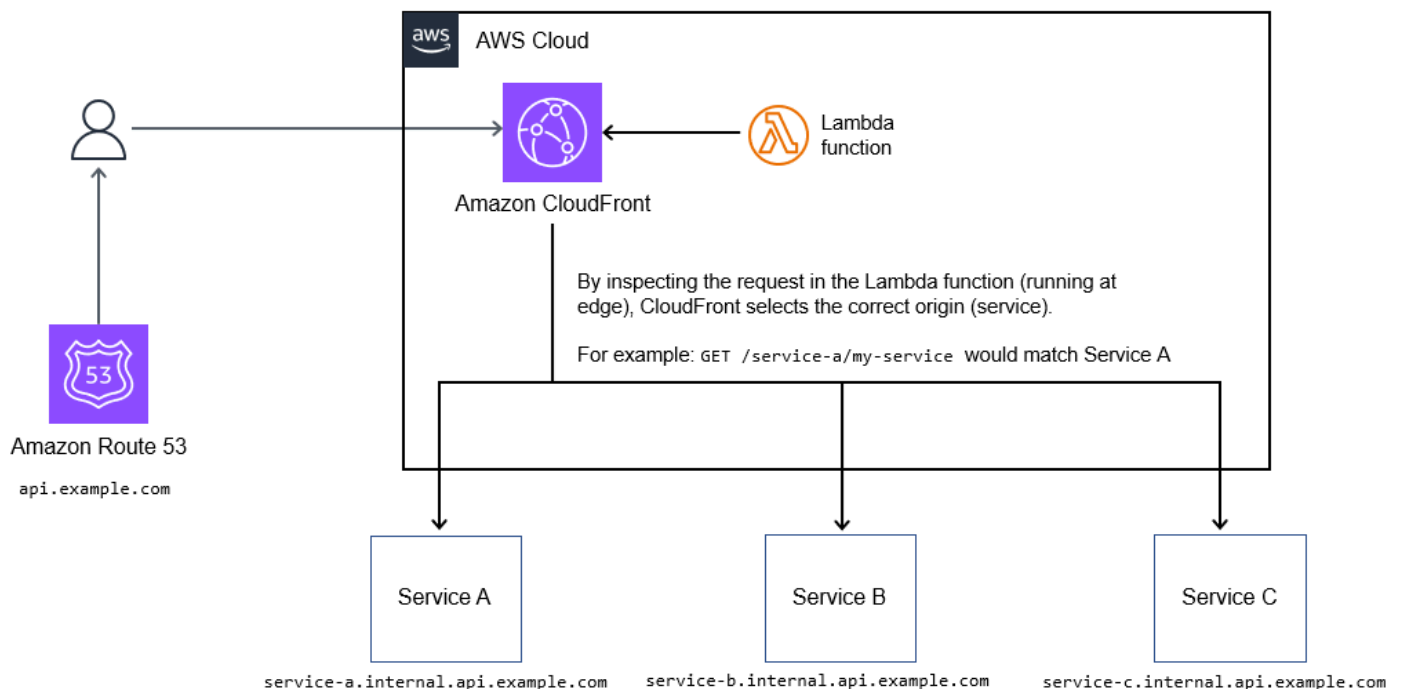 aws
AWS Cloud
Lambda
function
Amazon CloudFront
By inspecting the request in the Lambda function (running at
edge), CloudFront selects the correct origin (service).
For example: GET /service-a/my-service would match Service A
53
Amazon Route 53
api.example.com
Service A
Service B
Service C
service-a.internal.api.example.com
service-b.internal.api.example.com
service-c.internal.api.example.com